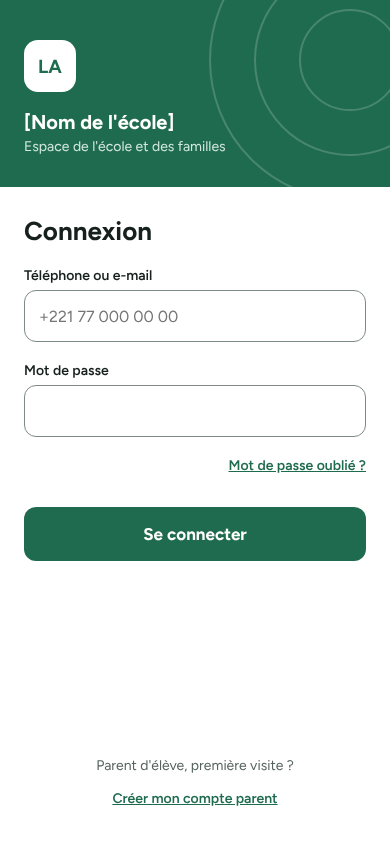 LA
[Nom de l'école]
Espace de l'école et des familles
Connexion
Téléphone ou e-mail
+221 77 000 00 00
Mot de passe
Mot de passe oublié ?
Se connecter
Parent d'élève, première visite ?
Créer mon compte parent